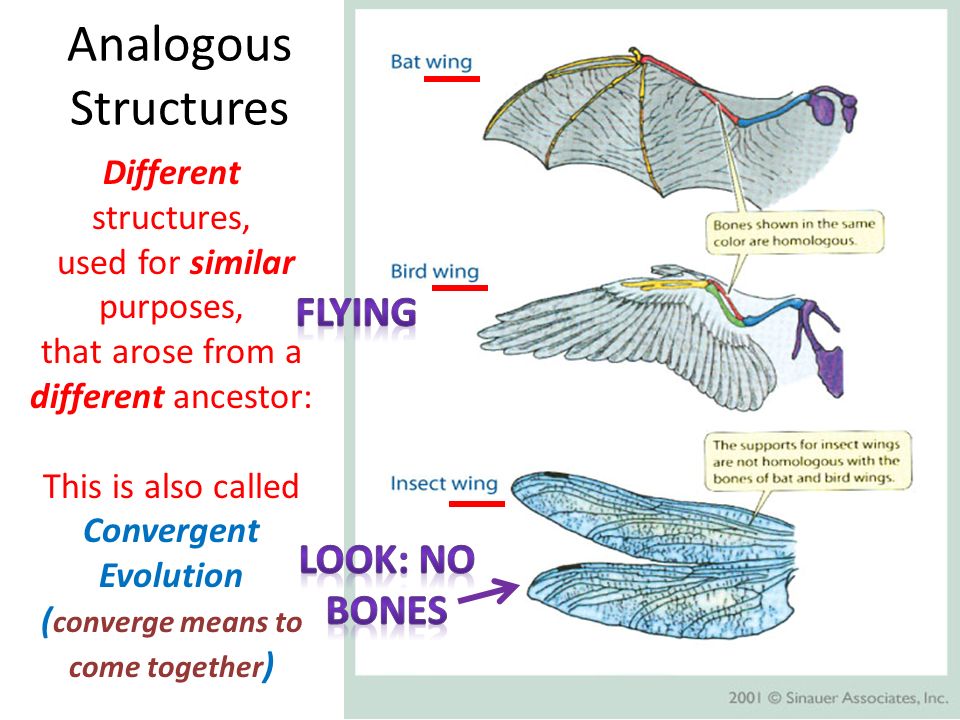 Analogous
Structures
Different
structures,
used for similar
purposes,
that arose from a
different ancestor:
This is also called
Convergent
Evolution
(converge means to
come together)
FLYING
LOOK: NO
BONES
Bat wing
Bones shown in the same
color are homologous.
Bird wing
The supports for insect wings
are not homologous with the
bones of bat and bird wings.
Insect wing
2001 © Sinauer Associates, Inc.